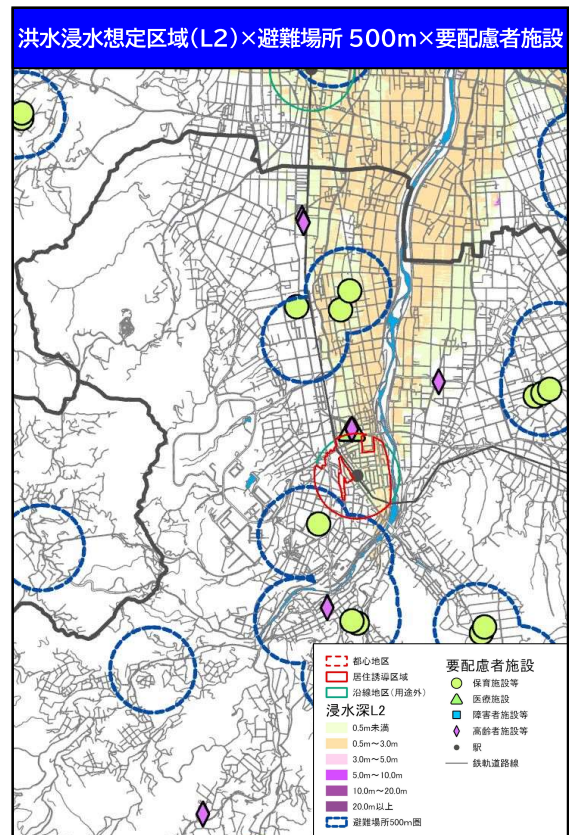 洪水浸水想定区域(L2)×避難場所 500m×要配慮者施設
都心地区
居住誘導区域
沿線地区(用途外)
浸水深L2
0.5m未満
0.5m~3.0m
3.0m~5.0m
5.0m~10.0m
10.0m~20.0m
20.0m以上
避難場所500m圏
要配慮者施設
保育施設等
医療施設
障害者施設等
高齢者施設等
駅
鉄軌道路線